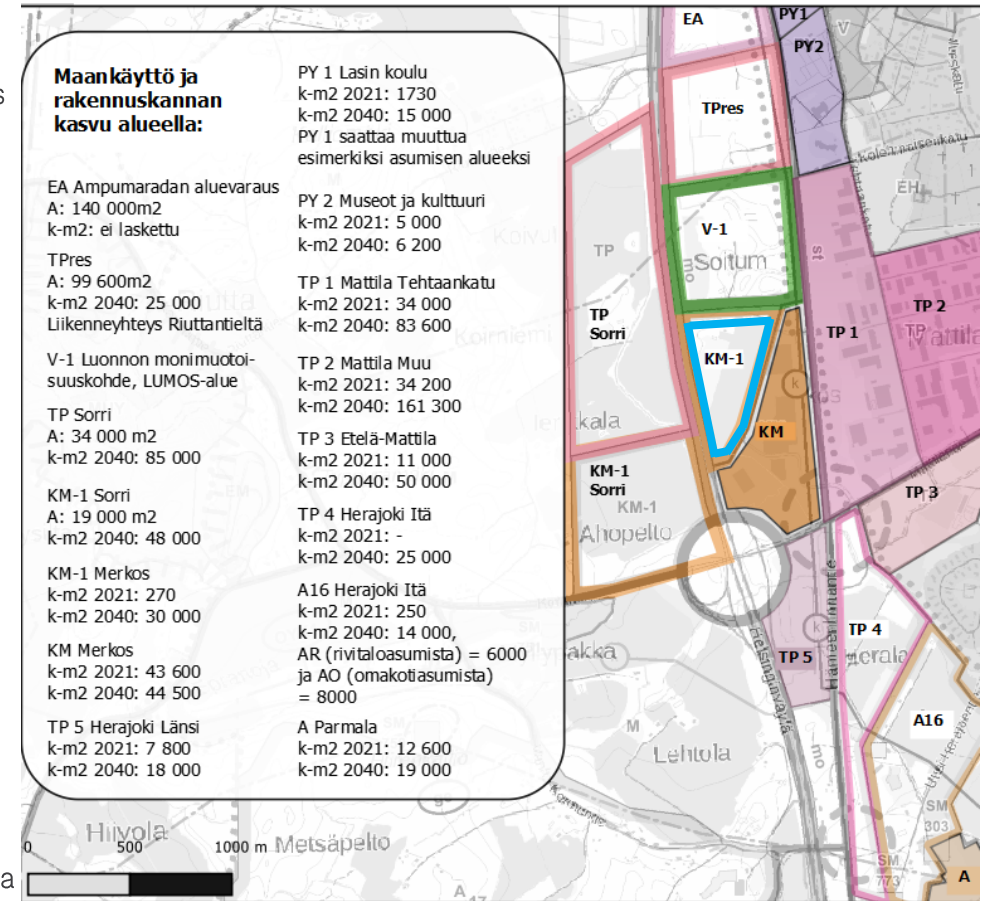 s
a
Maankäyttö ja
rakennuskannan
kasvu alueella:
EA Ampumaradan aluevaraus
A: 140 000m2
k-m2: ei laskettu
TPres
A: 99 600m2
k-m2 2040: 25 000
Liikenneyhteys Riuttantieltä
V-1 Luonnon monimuotoi-
suuskohde, LUMOS-alue
TP Sorri
A: 34 000 m2
k-m2 2040: 85 000
KM-1 Sorri
A: 19 000 m2
k-m2 2040: 48 000
KM-1 Merkos
k-m2 2021: 270
k-m2 2040: 30 000
KM Merkos
k-m2 2021: 43 600
k-m2 2040: 44 500
TP 5 Herajoki Länsi
k-m2 2021: 7 800
k-m2 2040: 18 000
PY 1 Lasin koulu
k-m2 2021: 1730
k-m2 2040: 15 000
PY 1 saattaa muuttua
esimerkiksi asumisen alueeksi
PY 2 Museot ja kulttuuri
k-m2 2021: 5 000
k-m2 2040: 6 200
TP 1 Mattila Tehtaankatu
k-m2 2021: 34 000
k-m2 2040: 83 600
TP 2 Mattila Muu
k-m2 2021: 34 200
k-m2 2040: 161 300
TP 3 Etelä-Mattila
k-m2 2021: 11 000
k-m2 2040: 50 000
TP 4 Herajoki Itä
k-m2 2021: -
k-m2 2040: 25 000
A16 Herajoki Itä
k-m2 2021: 250
k-m2 2040: 14 000,
AR (rivitaloasumista) = 6000
ja AO (omakotiasumista)
= 8000
A Parmala
k-m2 2021: 12 600
k-m2 2040: 19 000
EA
PY1
PY2
V
TPres
EH
V-1
Soitum
mo
st
TP
TP
Sorri
Koirniemi
KM-1
k
KM
TP 1
TP 2
TP
Mattila
TP 3
KM-1
Sorri
KM-1
Ahopelto
Helsinginväylä
Hämeenlinnantie
TP 4
k
TP 5
A16
M
Lehtola
mo
SM
303
SM
773
A
Hiivola
Metsäpelto
0 500 1000 m